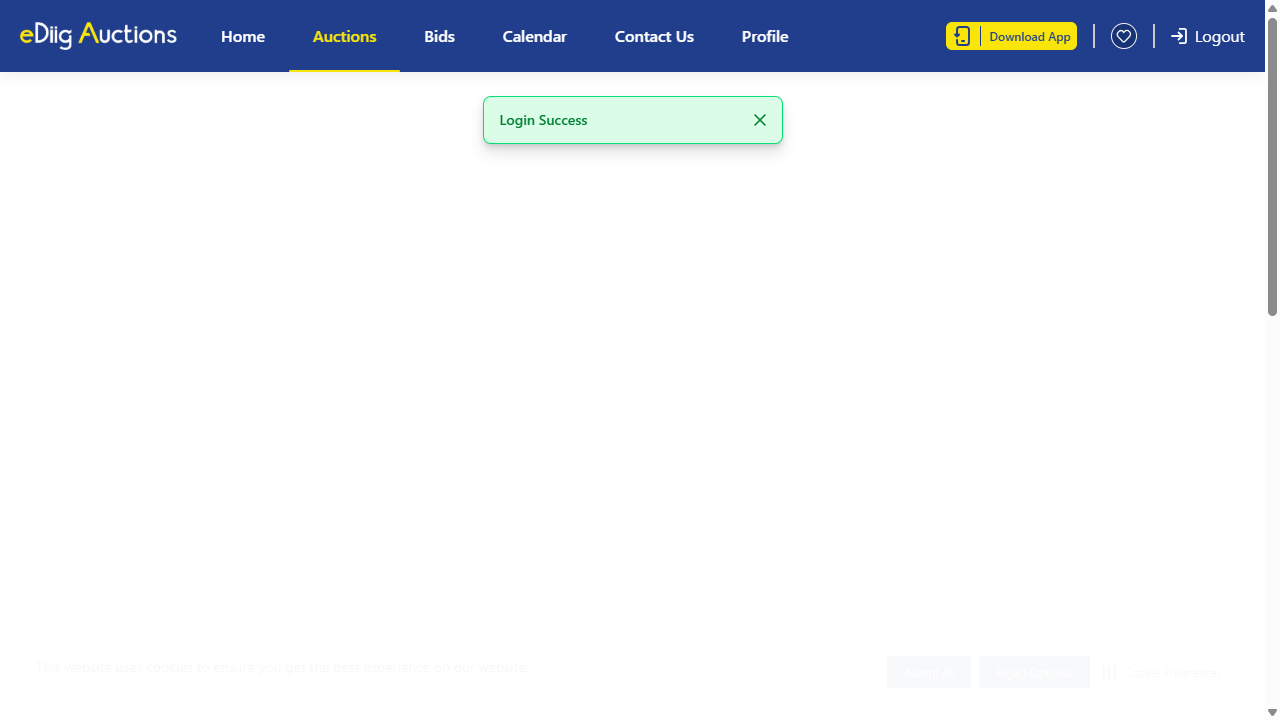 eDiig Auctions
Home
Auctions
Bids
Calendar
Contact Us
Profile
Download App
Logout
Login Success
This website uses cookies to ensure you get the best experience on our website.
Accept All
Reject Optional
Cookie Preferences